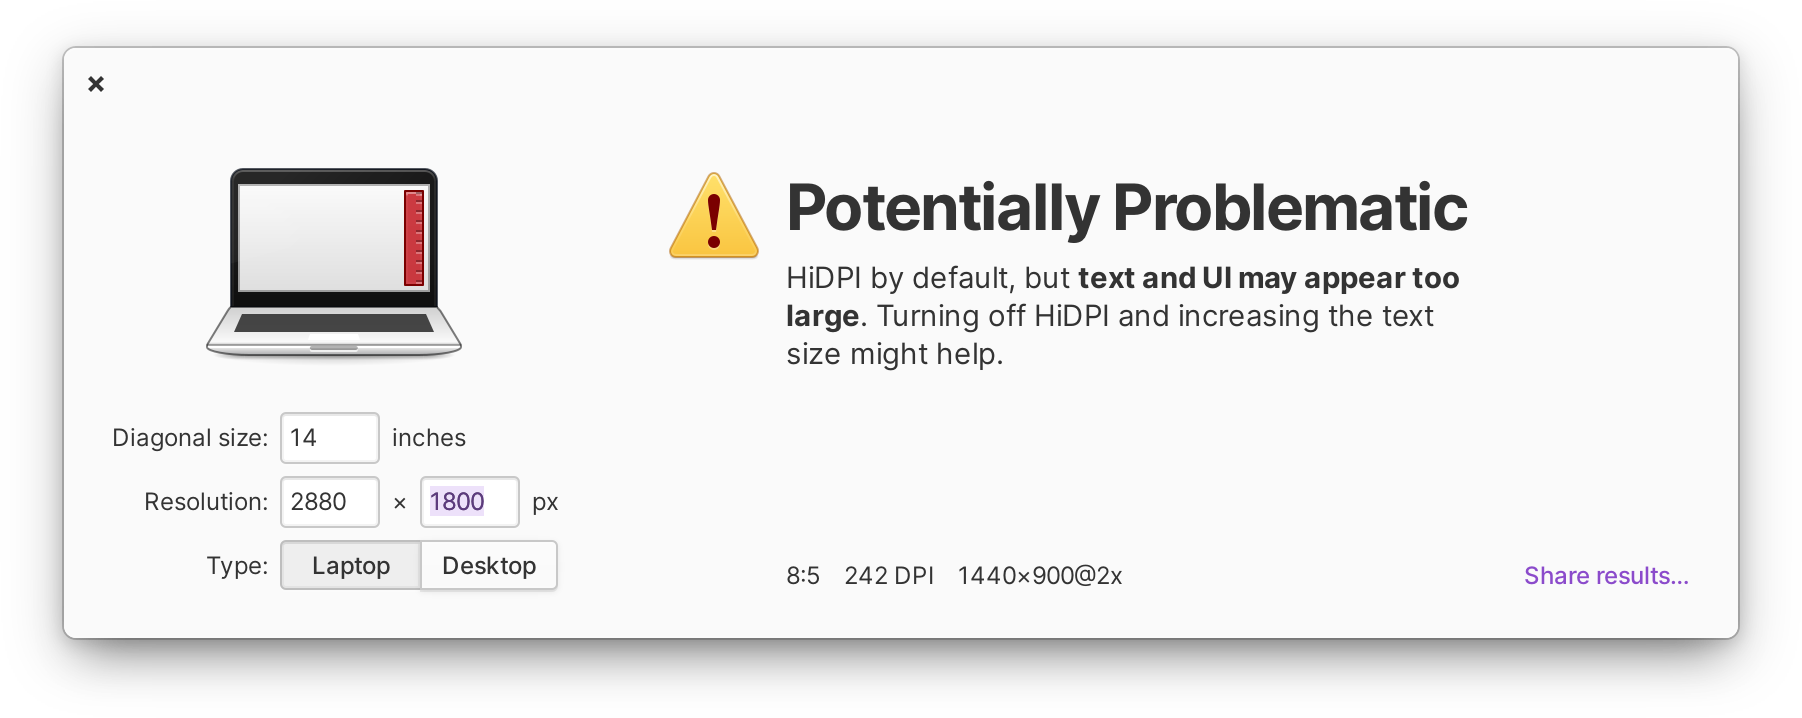 Potentially Problematic
HiDPI by default, but text and UI may appear too
large. Turning off HiDPI and increasing the text
size might help.
Diagonal size: 14 inches
Resolution: 2880 × 1800 px
Type: Laptop Desktop
8:5 242 DPI 1440×900@2x Share results...